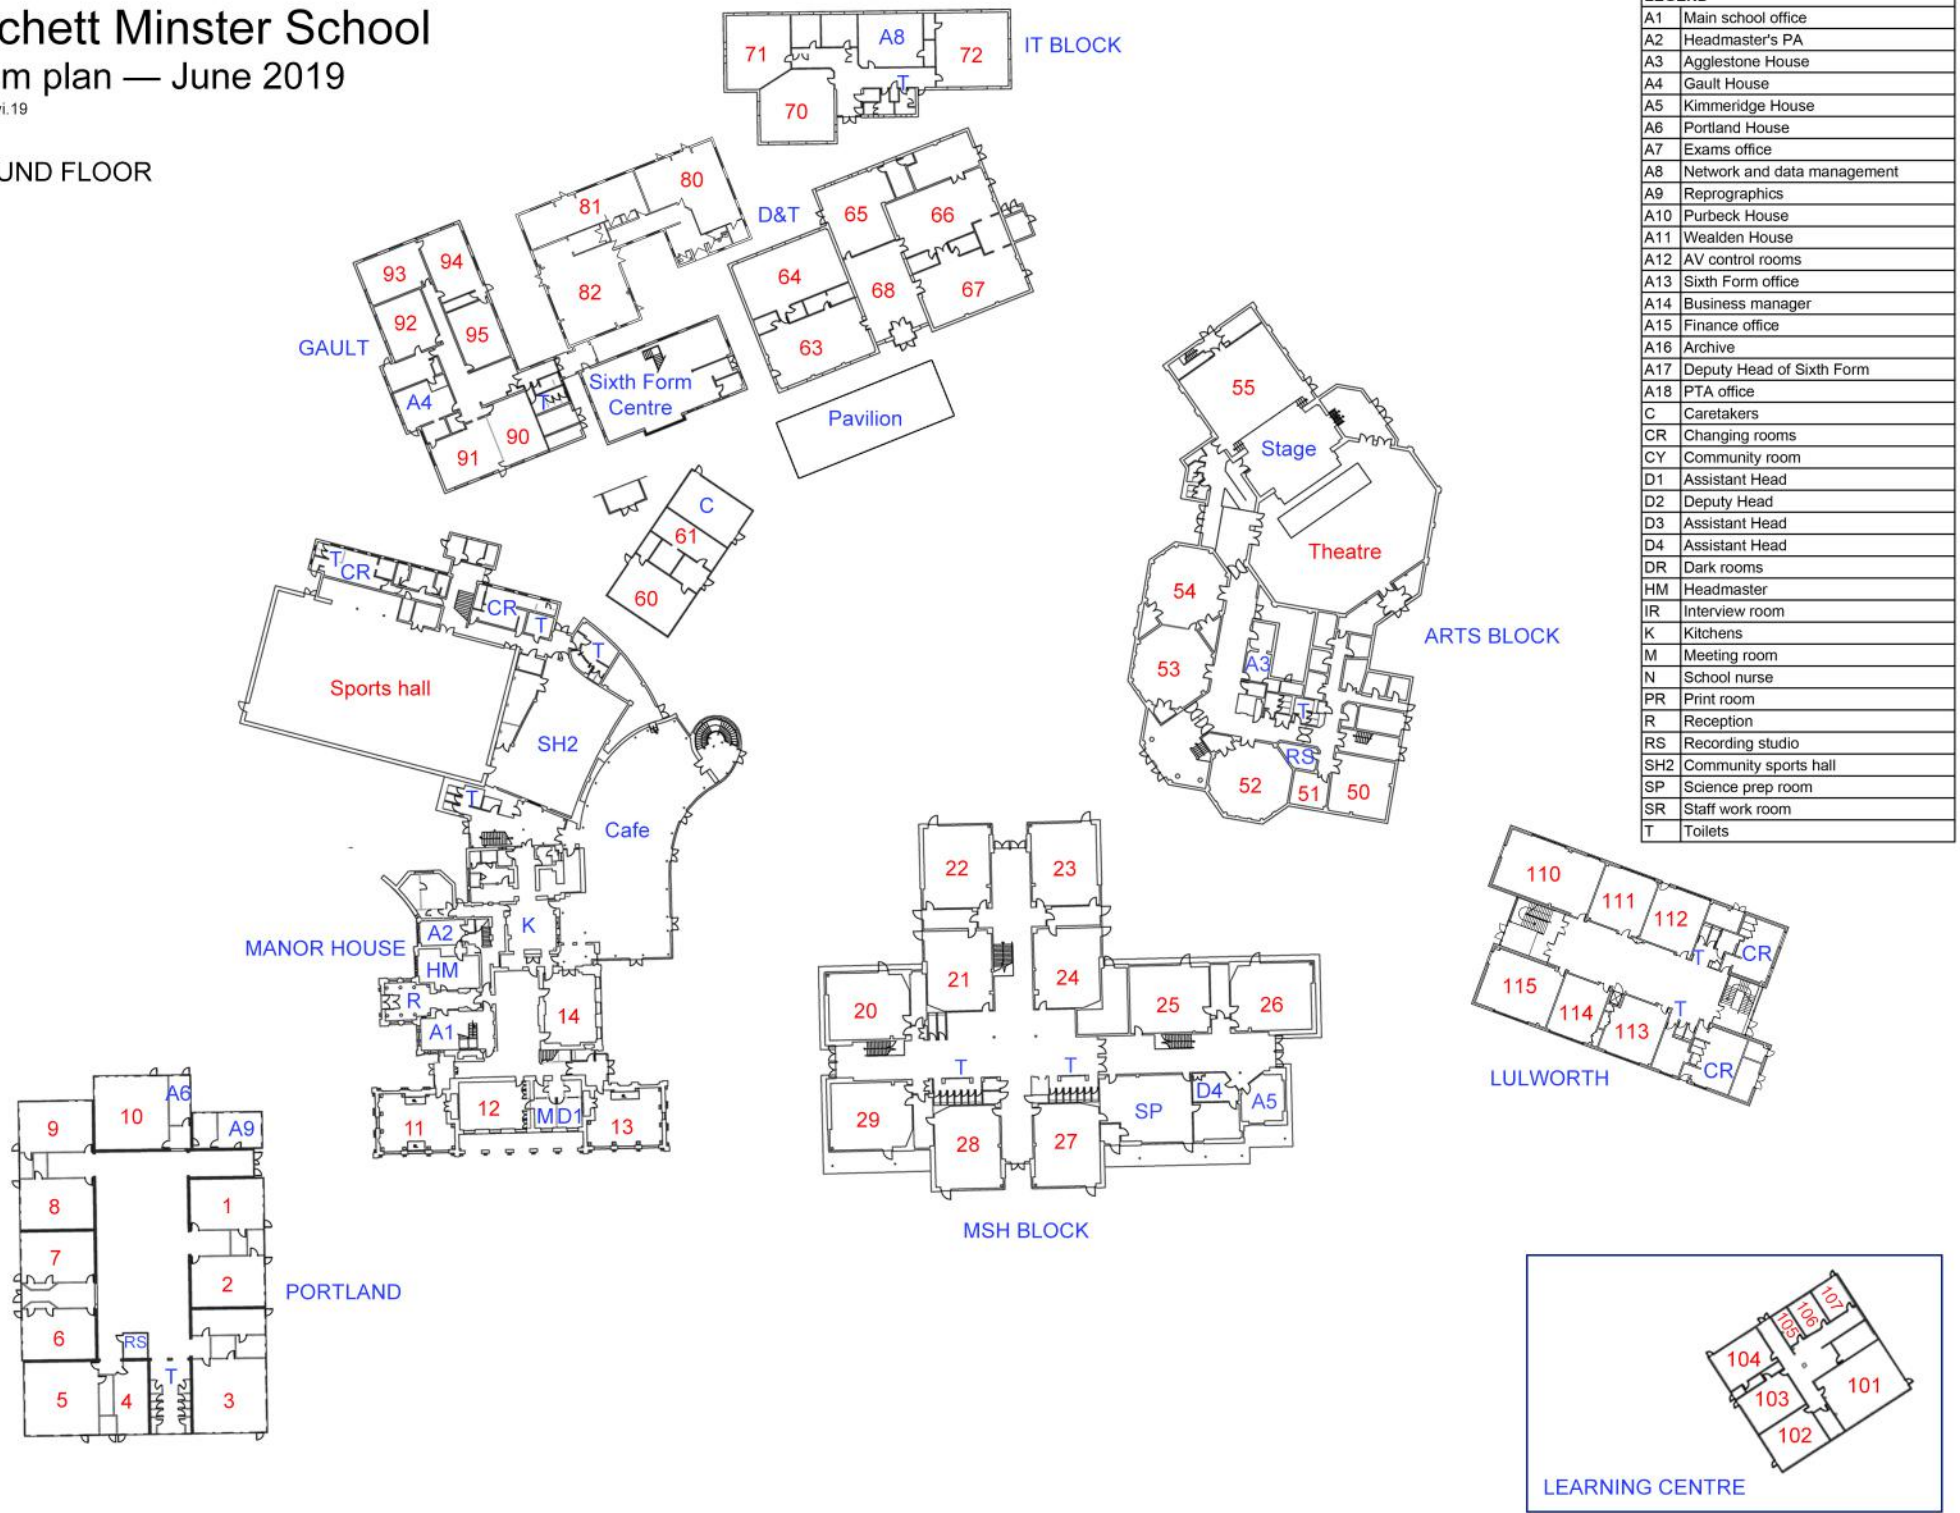 chett Minster School
m plan — June 2019
vi.19
UND FLOOR
71
A8
72
IT BLOCK
T
70
80
81
D&T
65
66
93
94
64
68
67
82
92
95
63
GAULT
Sixth Form
Centre
A4
T
Pavilion
90
91
C
61
60
T
CR
CR
T
T
Sports hall
SH2
T
Cafe
55
Stage
Theatre
54
ARTS BLOCK
A3
53
T
RS
52
51
50
K
A2
MANOR HOUSE
HM
R
A1
14
12
M
D1
11
13
22
23
21
24
20
25
26
T
T
D4
A5
SP
29
28
27
MSH BLOCK
110
111
112
CR
T
115
114
113
T
CR
LULWORTH
A6
10
9
A9
8
1
7
2
PORTLAND
6
RS
T
5
4
3
107
106
105
104
103
101
102
LEARNING CENTRE
A1 Main school office
A2 Headmaster's PA
A3 Agglestone House
A4 Gault House
A5 Kimmeridge House
A6 Portland House
A7 Exams office
A8 Network and data management
A9 Reprographics
A10 Purbeck House
A11 Wealden House
A12 AV control rooms
A13 Sixth Form office
A14 Business manager
A15 Finance office
A16 Archive
A17 Deputy Head of Sixth Form
A18 PTA office
C Caretakers
CR Changing rooms
CY Community room
D1 Assistant Head
D2 Deputy Head
D3 Assistant Head
D4 Assistant Head
DR Dark rooms
HM Headmaster
IR Interview room
K Kitchens
M Meeting room
N School nurse
PR Print room
R Reception
RS Recording studio
SH2 Community sports hall
SP Science prep room
SR Staff work room
T Toilets